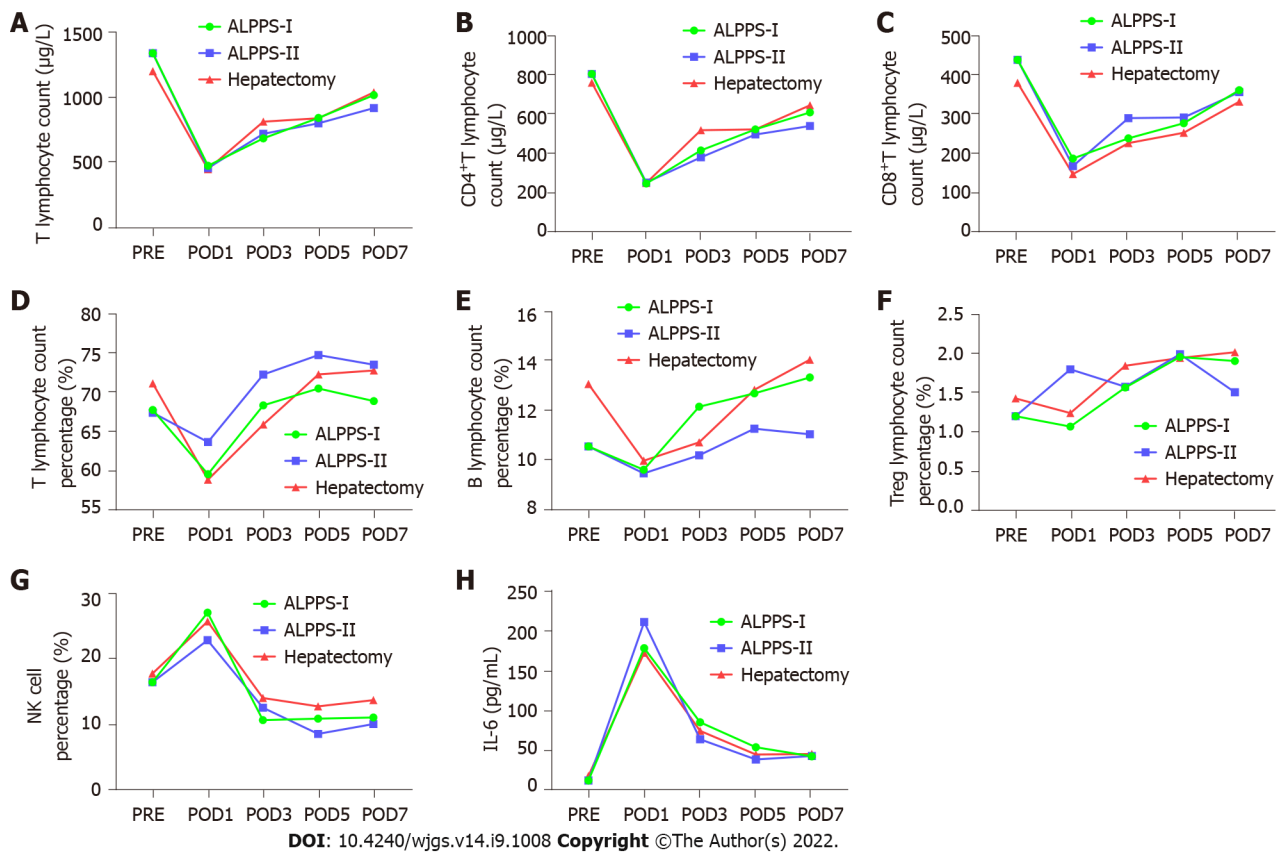 A
T lymphocyte count (µg/L)
1500
1000
500
0
PRE POD1 POD3 POD5 POD7
ALPPS-I
ALPPS-II
Hepatectomy
B
CD4+T lymphocyte
count (µg/L)
1000
800
600
400
200
0
PRE POD1 POD3 POD5 POD7
ALPPS-I
ALPPS-II
Hepatectomy
C
CD8+T lymphocyte
count (µg/L)
500
400
300
200
100
0
PRE POD1 POD3 POD5 POD7
ALPPS-I
ALPPS-II
Hepatectomy
D
T lymphocyte count
percentage (%)
80
75
70
65
60
55
PRE POD1 POD3 POD5 POD7
ALPPS-I
ALPPS-II
Hepatectomy
E
B lymphocyte count
percentage (%)
16
14
12
10
8
PRE POD1 POD3 POD5 POD7
ALPPS-I
ALPPS-II
Hepatectomy
F
Treg lymphocyte count
percentage (%)
2.5
2.0
1.5
1.0
0.5
0.0
PRE POD1 POD3 POD5 POD7
ALPPS-I
ALPPS-II
Hepatectomy
G
NK cell
percentage (%)
30
20
10
0
PRE POD1 POD3 POD5 POD7
ALPPS-I
ALPPS-II
Hepatectomy
H
IL-6 (pg/mL)
250
200
150
100
50
0
PRE POD1 POD3 POD5 POD7
ALPPS-I
ALPPS-II
Hepatectomy
DOI: 10.4240/wjgs.v14.i9.1008 Copyright ©The Author(s) 2022.